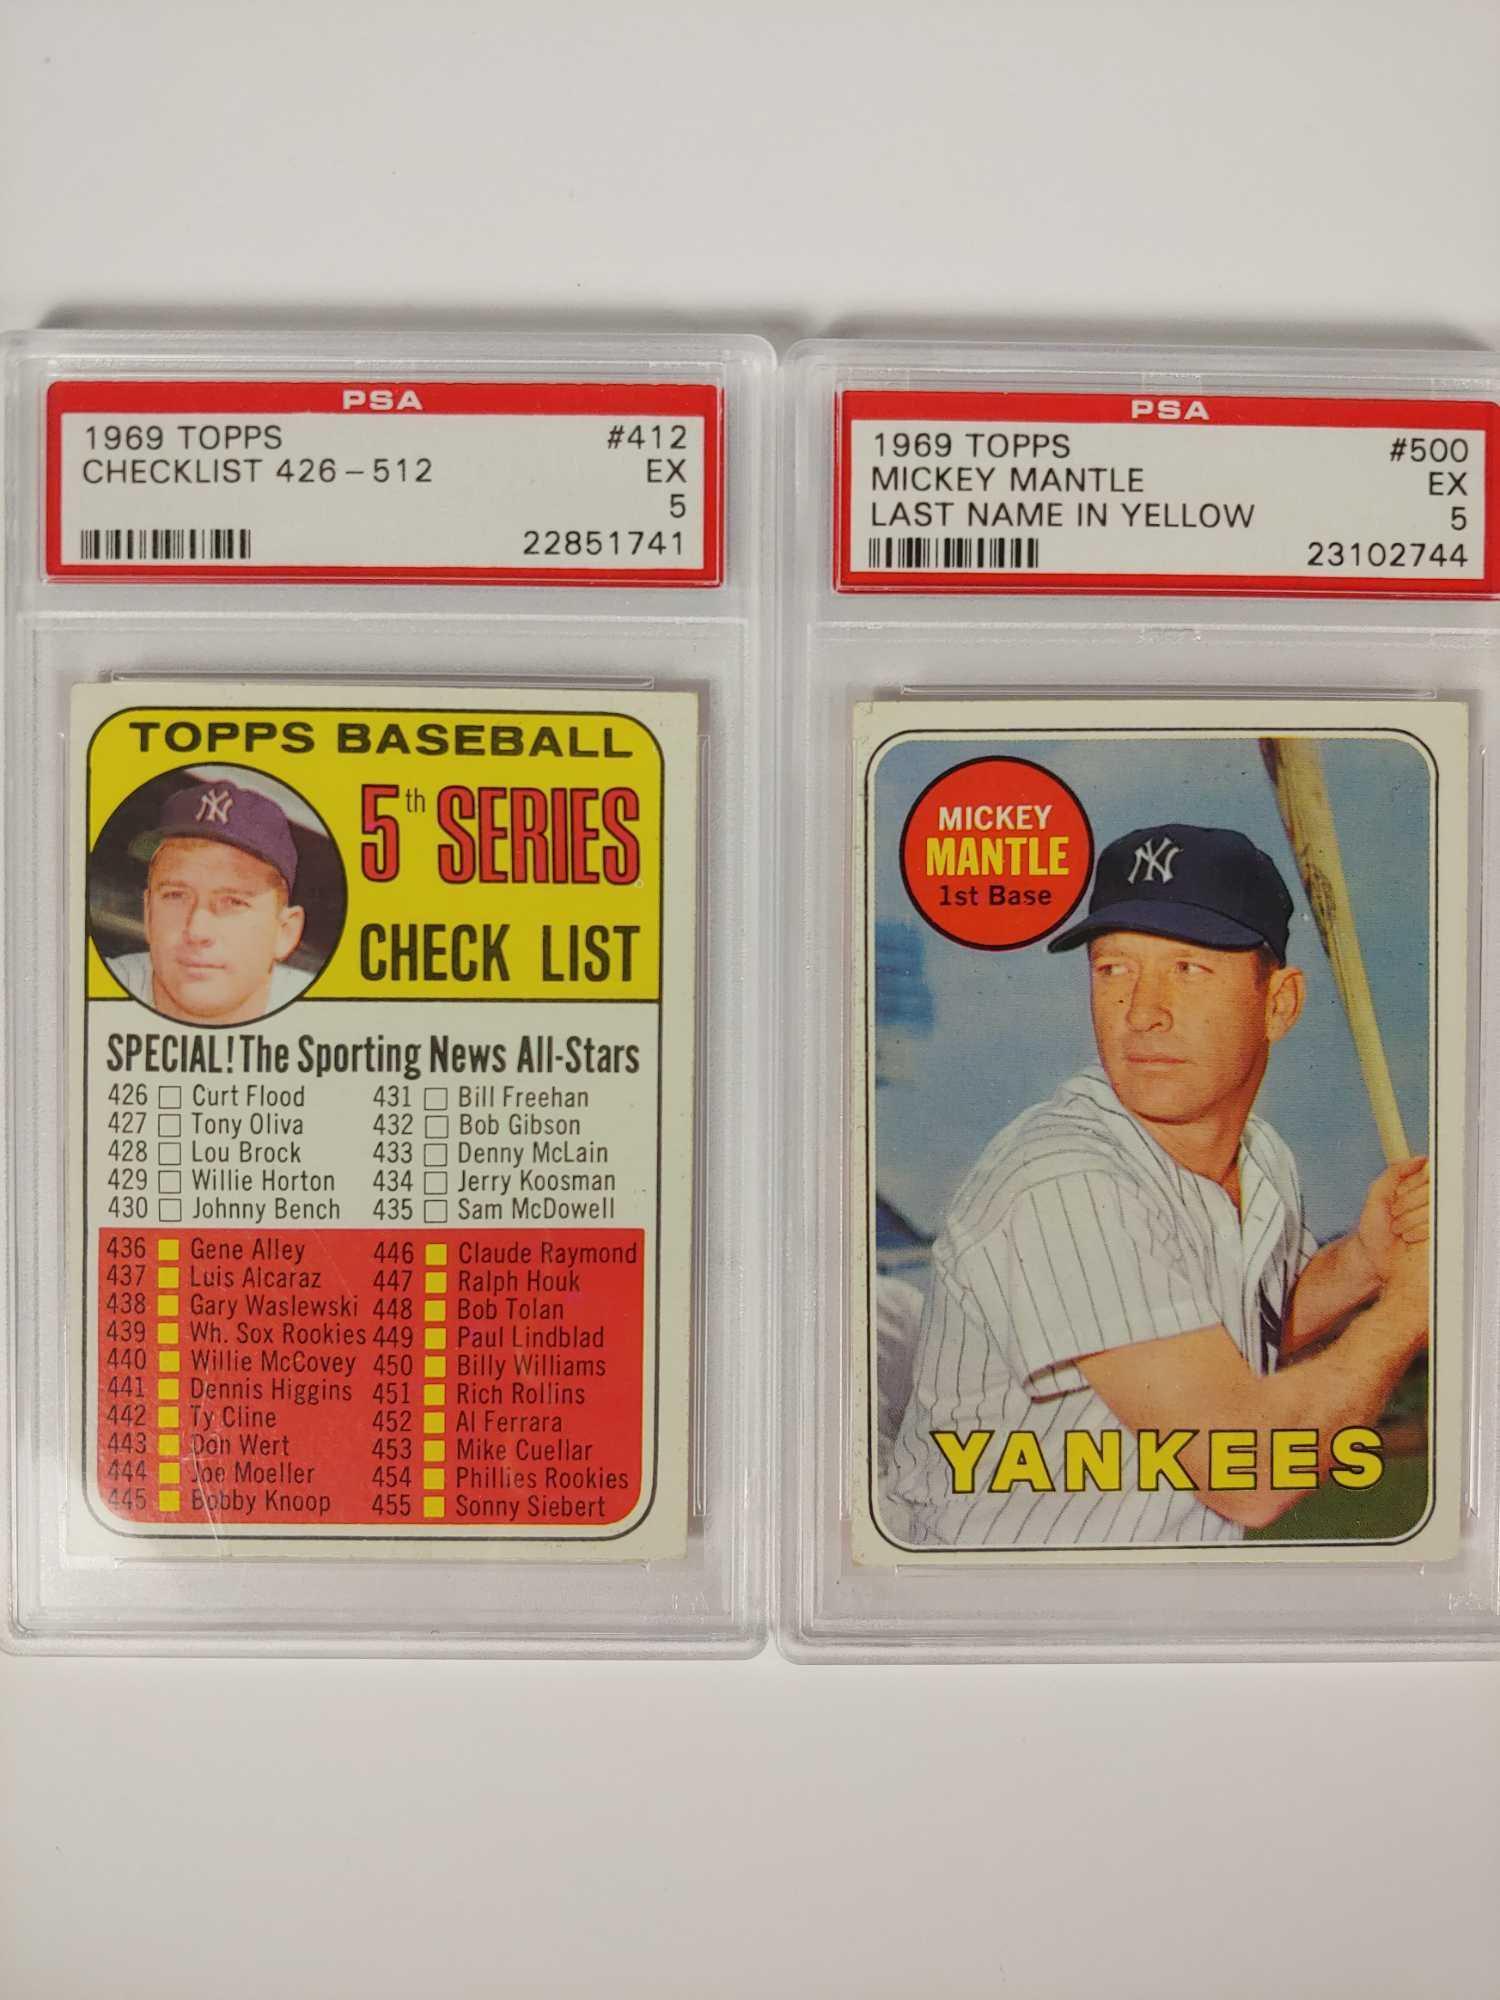 PSA
1969 TOPPS #412
CHECKLIST 426-512 EX
5
22851741
TOPPS BASEBALL
5th SERIES
CHECK LIST
NY
SPECIAL! The Sporting News All-Stars
426 Curt Flood
427 Tony Oliva
428 Lou Brock
429 Willie Horton
430 Johnny Bench
431 Bill Freehan
432 Bob Gibson
433 Denny McLain
434 Jerry Koosman
435 Sam McDowell
436 Gene Alley
437 Luis Alcaraz
438 Gary Waslewski
439 Wh. Sox Rookies
440 Willie McCovey
441 Dennis Higgins
442 Ty Cline
443 Don Wert
444 Joe Moeller
445 Bobby Knoop
446 Claude Raymond
447 Ralph Houk
448 Bob Tolan
449 Paul Lindblad
450 Billy Williams
451 Rich Rollins
452 Al Ferrara
453 Mike Cuellar
454 Phillies Rookies
455 Sonny Siebert
PSA
1969 TOPPS #500
MICKEY MANTLE EX
LAST NAME IN YELLOW 5
23102744
MICKEY
MANTLE
1st Base
NY
YANKEES